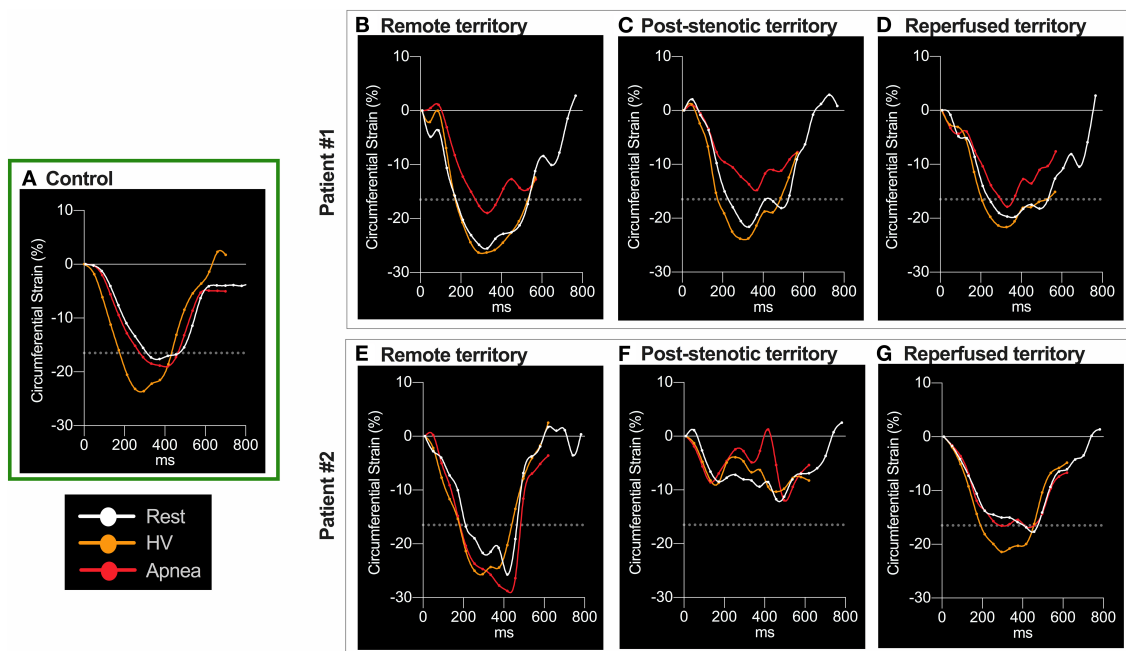 A Control
Circumferential Strain (%)
10
0
-10
-20
-30
0 200 400 600 800
ms
Rest
HV
Apnea
Patient #1
B Remote territory
Circumferential Strain (%)
10
0
-10
-20
-30
0 200 400 600 800
ms
C Post-stenotic territory
Circumferential Strain (%)
10
0
-10
-20
-30
0 200 400 600 800
ms
D Reperfused territory
Circumferential Strain (%)
10
0
-10
-20
-30
0 200 400 600 800
ms
Patient #2
E Remote territory
Circumferential Strain (%)
10
0
-10
-20
-30
0 200 400 600 800
ms
F Post-stenotic territory
Circumferential Strain (%)
10
0
-10
-20
-30
0 200 400 600 800
ms
G Reperfused territory
Circumferential Strain (%)
10
0
-10
-20
-30
0 200 400 600 800
ms